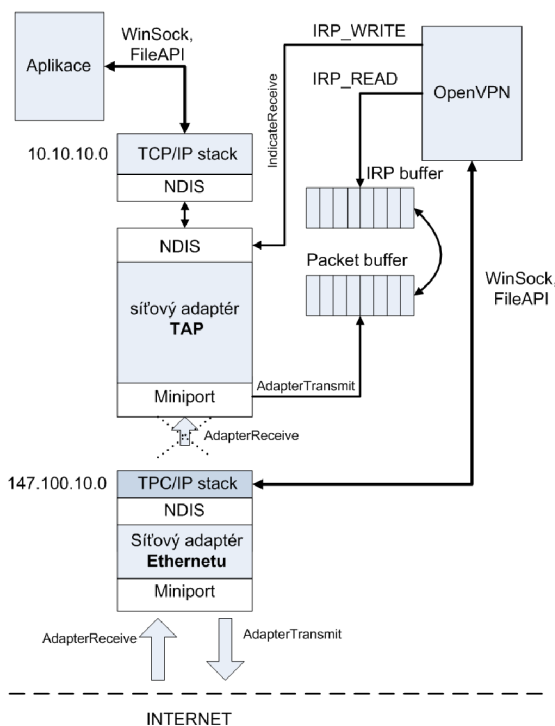 WinSock,
FileAPI
Aplikace
IRP_WRITE
IRP_READ
OpenVPN
IndicateReceive
10.10.10.0
TCP/IP stack
NDIS
IRP buffer
NDIS
Packet buffer
síťový adaptér
TAP
WinSock,
FileAPI
Miniport
AdapterTransmit
AdapterReceive
147.100.10.0
TPC/IP stack
NDIS
Síťový adaptér
Ethernetu
Miniport
AdapterReceive
AdapterTransmit
INTERNET